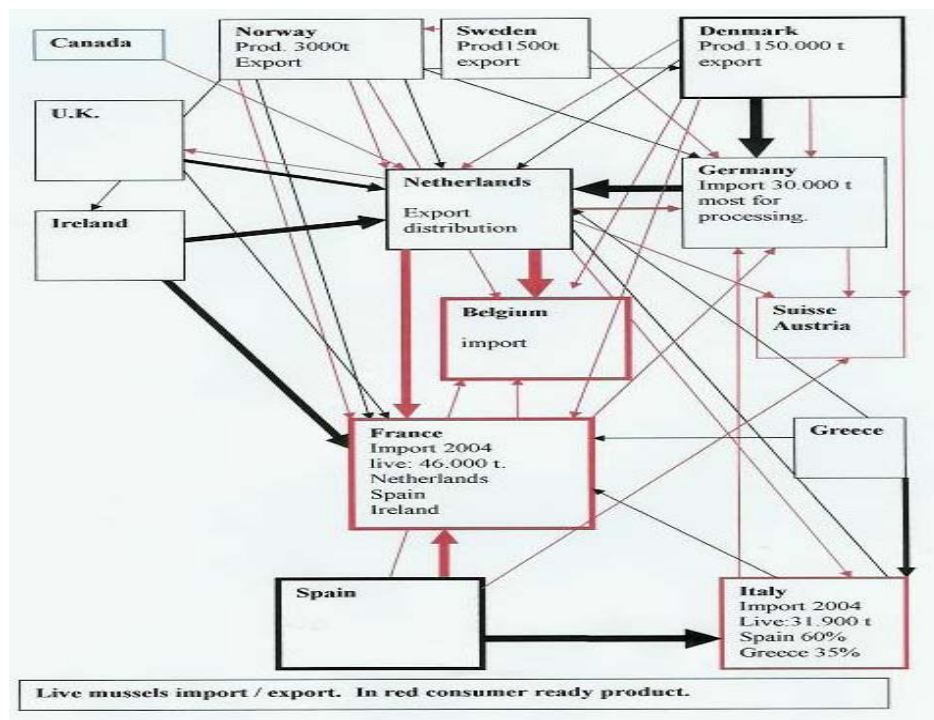 Canada
Norway
Prod. 3000t
Export
Sweden
Prod1500t
export
Denmark
Prod.150.000 t
export
U.K.
Ireland
Netherlands
Export
distribution
Germany
Import 30.000 t
most for
processing.
Belgium
import
Suisse
Austria
France
Import 2004
live: 46.000 t.
Netherlands
Spain
Ireland
Greece
Spain
Italy
Import 2004
Live:31.900 t
Spain 60%
Greece 35%
Live mussels import / export. In red consumer ready product.